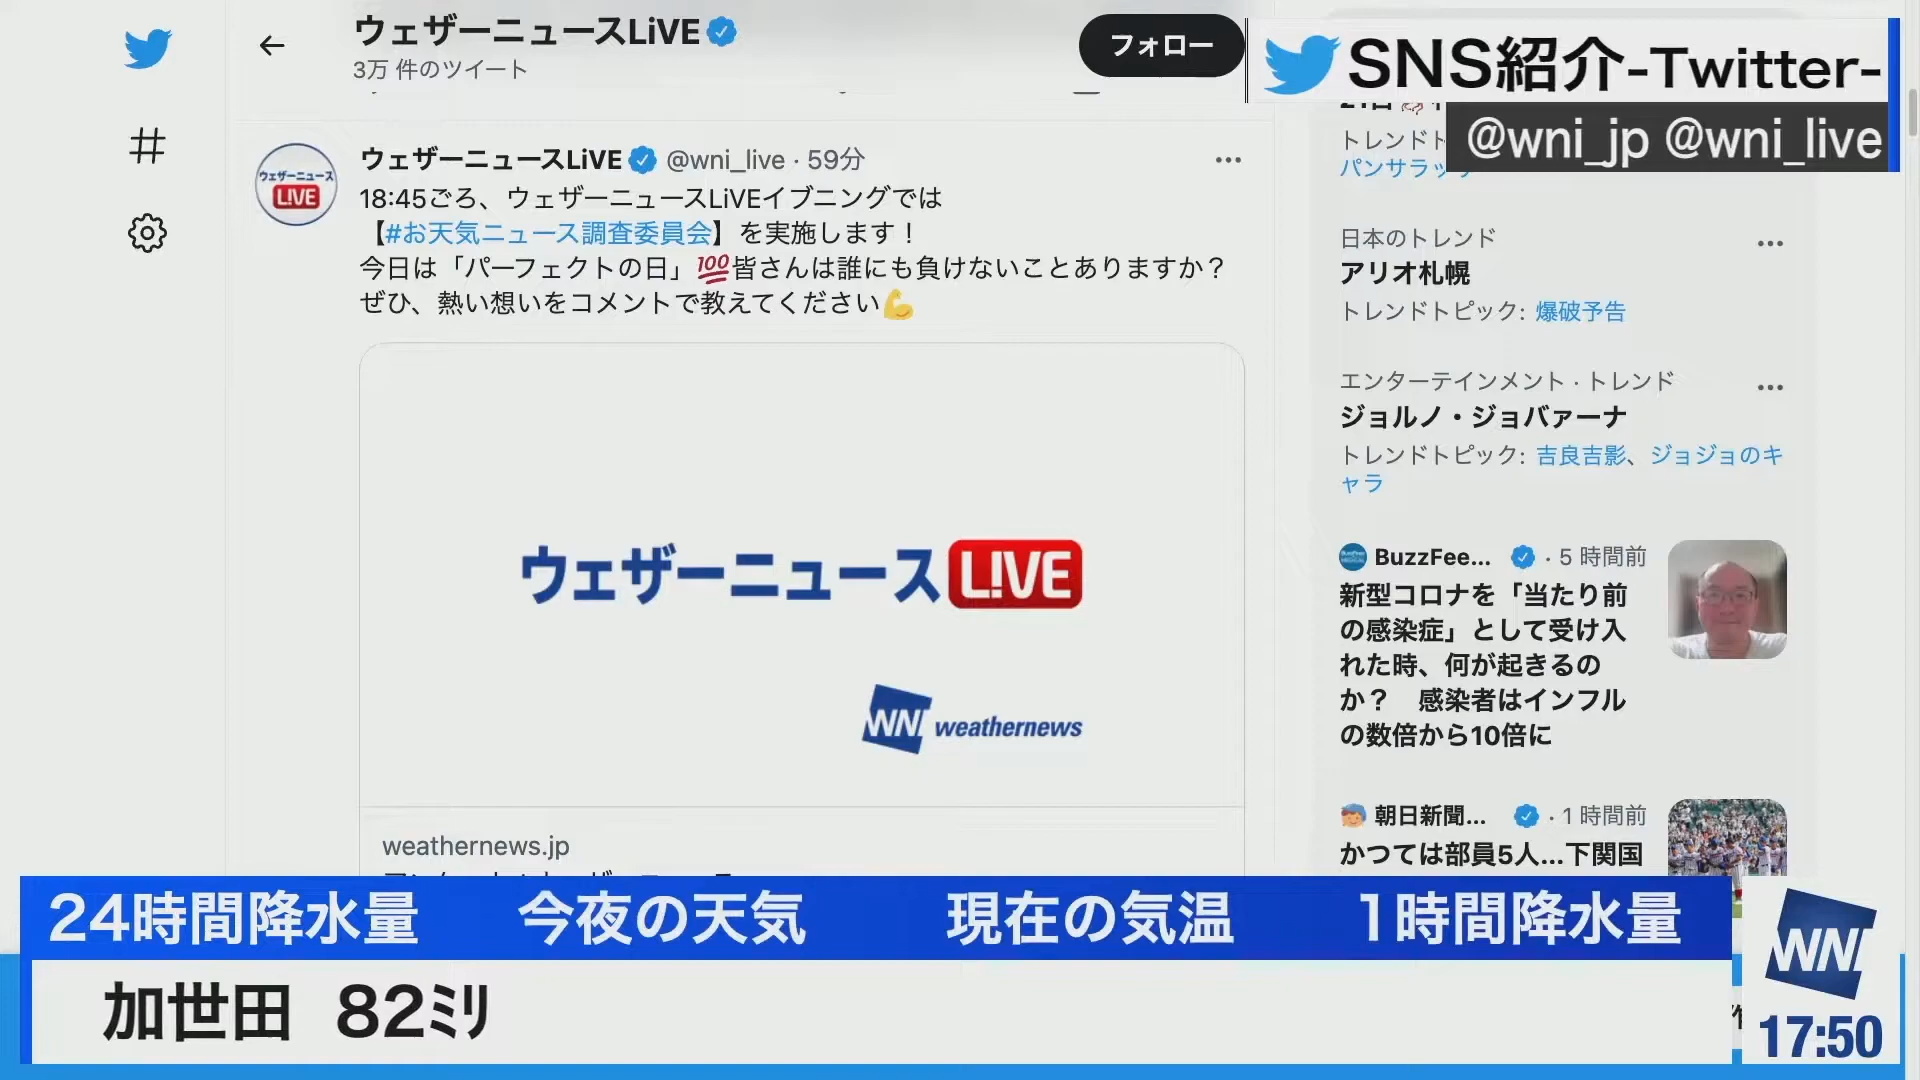 ウェザーニュースLiVE
3万 件のツイート
フォロー
SNS紹介-Twitter-
@wni_jp @wni_live
ウェザーニュースLiVE @wni_live · 59分
18:45ごろ、ウェザーニュースLiVEイブニングでは
【#お天気ニュース調査委員会】を実施します！
今日は「パーフェクトの日」💯皆さんは誰にも負けないことありますか？
ぜひ、熱い想いをコメントで教えてください💪
ウェザーニュース
LIVE
ウェザーニュースLIVE
WNI weathernews
weathernews.jp
トレンド
パンサラッ
日本のトレンド
アリオ札幌
トレンドトピック: 爆破予告
エンターテインメント · トレンド
ジョルノ・ジョバァーナ
トレンドトピック: 吉良吉影、ジョジョのキ
ャラ
BuzzFee... · 5 時間前
新型コロナを「当たり前
の感染症」として受け入
れた時、何が起きるの
か？　感染者はインフル
の数倍から10倍に
朝日新聞... · 1 時間前
かつては部員5人...下関国
24時間降水量 今夜の天気 現在の気温 1時間降水量
加世田 82ﾐﾘ
WNI
17:50